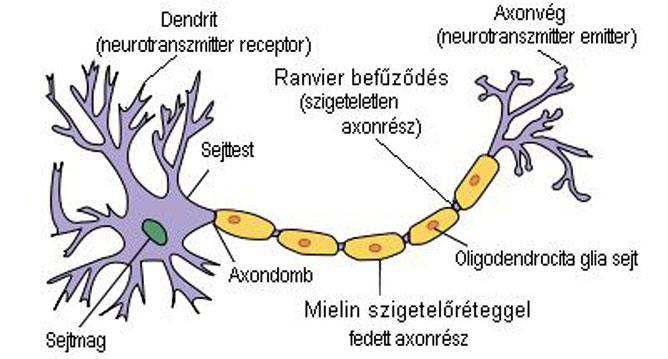 Dendrit
(neurotranszmitter receptor)
Axonvég
(neurotranszmitter emitter)
Ranvier befűződés
(szigeteletlen
axonrész)
Sejttest
Axondomb
Oligodendrocita glia sejt
Mielin szigetelőréteggel
fedett axonrész
Sejtmag